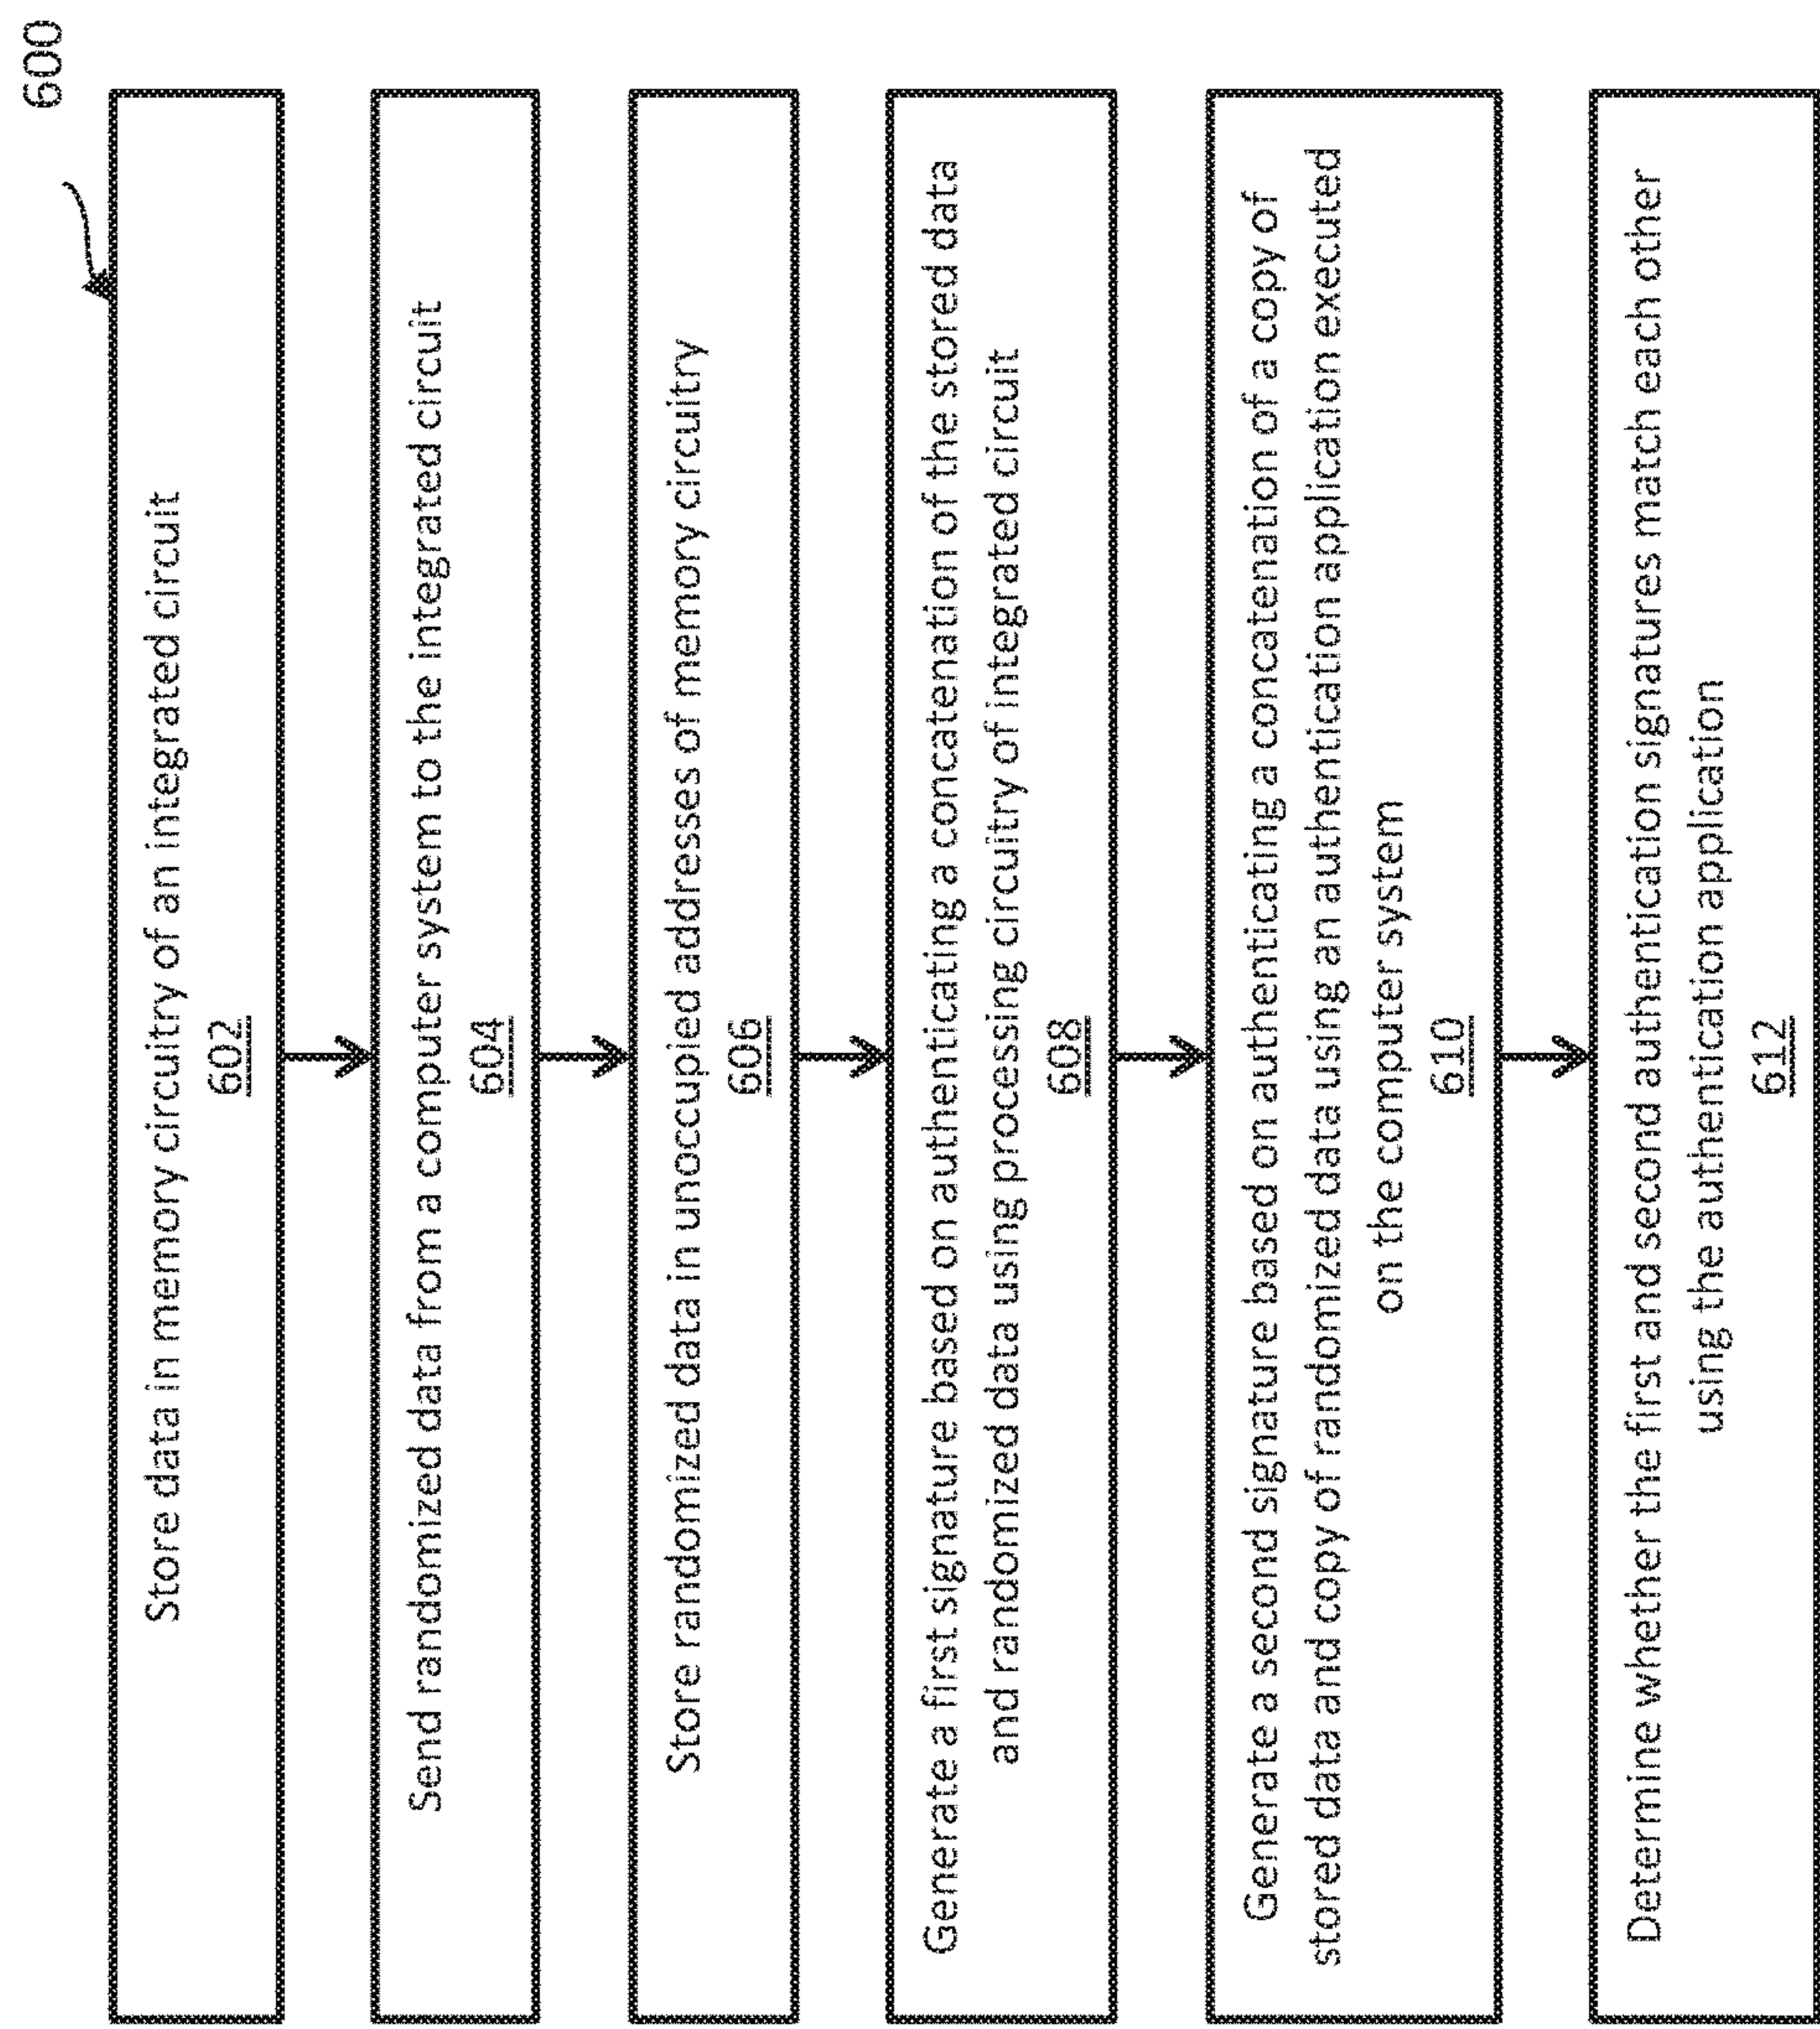 600
Store data in memory circuitry of an integrated circuit
602
Send randomized data from a computer system to the integrated circuit
604
Store randomized data in unoccupied addresses of memory circuitry
606
Generate a first signature based on authenticating a concatenation of the stored data
and randomized data using processing circuitry of integrated circuit
608
Generate a second signature based on authenticating a concatenation of a copy of
stored data and copy of randomized data using an authentication application executed
on the computer system
610
Determine whether the first and second authentication signatures match each other
using the authentication application
612